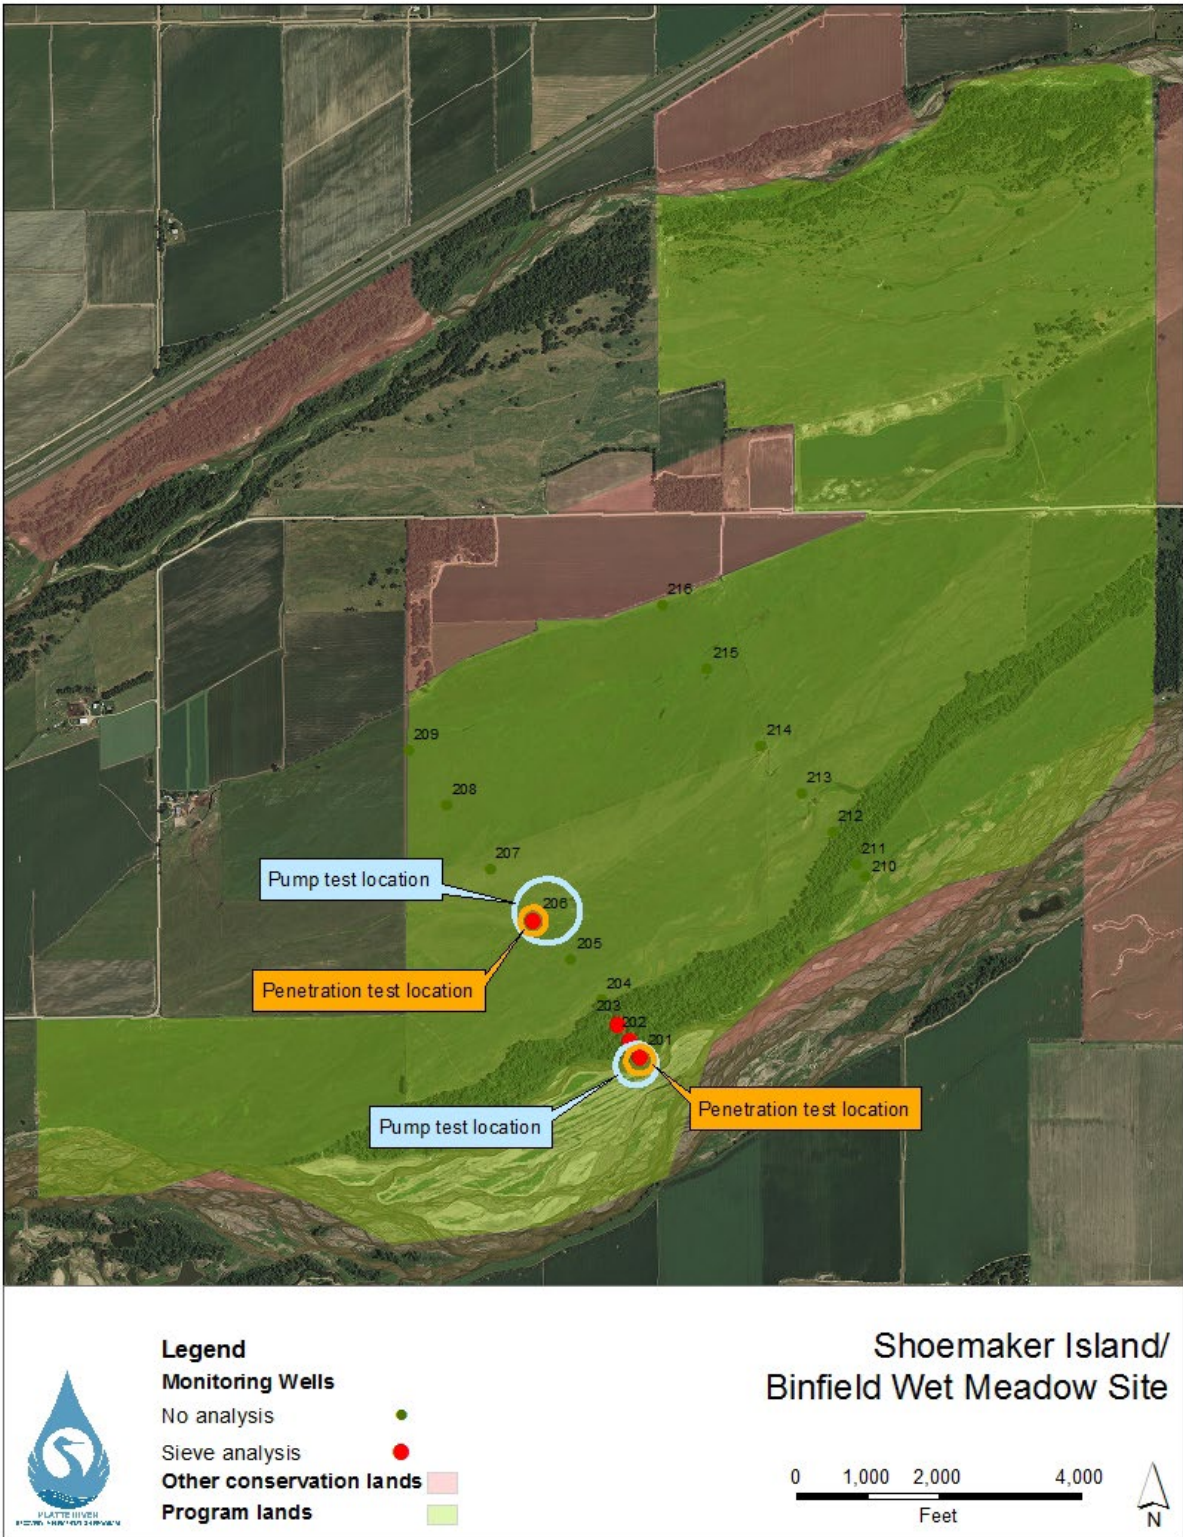 216
215
214
209
213
208
212
211
207
210
Pump test location
206
205
Penetration test location
204
203
202
201
Penetration test location
Pump test location
Legend
Monitoring Wells
No analysis
Sieve analysis
Other conservation lands
Program lands
PLATTE RIVER
Shoemaker Island/
Binfield Wet Meadow Site
0 1,000 2,000 4,000
Feet
N